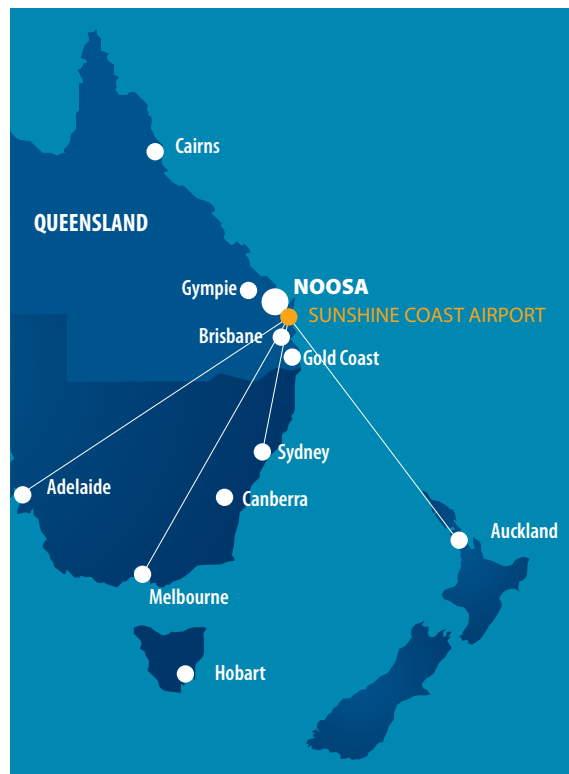 Cairns
QUEENSLAND
Gympie
NOOSA
SUNSHINE COAST AIRPORT
Brisbane
Gold Coast
Sydney
Adelaide
Canberra
Auckland
Melbourne
Hobart